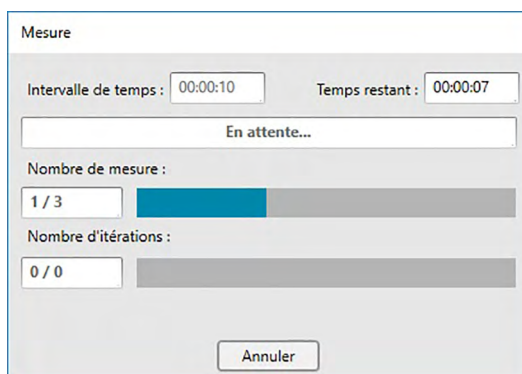 Mesure
Intervalle de temps : 00:00:10 Temps restant : 00:00:07
En attente...
Nombre de mesure :
1 / 3
Nombre d'itérations :
0 / 0
Annuler